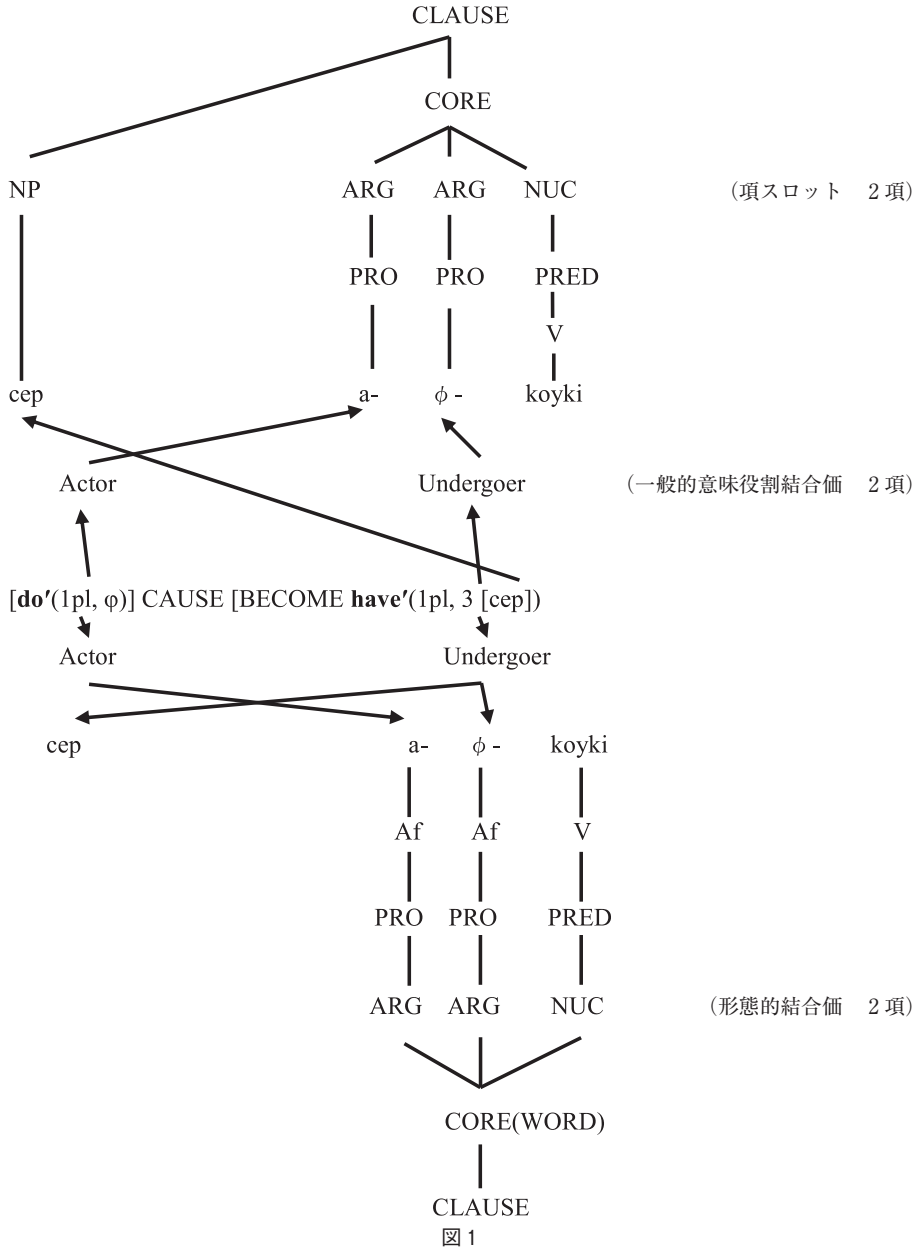 CLAUSE
CORE
NP ARG ARG NUC (項スロット 2項)
PRO PRO PRED
V
cep a- ϕ - koyki
Actor Undergoer (一般的意味役割結合価 2項)
[do′(1pl, φ)] CAUSE [BECOME have′(1pl, 3 [cep])
Actor Undergoer
cep a- ϕ - koyki
Af Af V
PRO PRO PRED
ARG ARG NUC (形態的結合価 2項)
CORE(WORD)
CLAUSE
図1